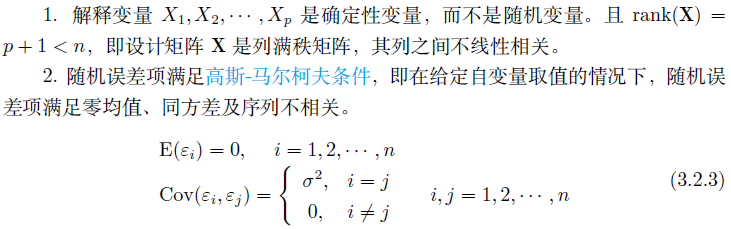 1. 解释变量 X₁, X₂, ⋯ , Xₚ 是确定性变量，而不是随机变量。且 rank(X) =
p + 1 < n，即设计矩阵 X 是列满秩矩阵，其列之间不线性相关。
2. 随机误差项满足高斯-马尔柯夫条件，即在给定自变量取值的情况下，随机误
差项满足零均值、同方差及序列不相关。
E(εᵢ) = 0, i = 1, 2, ⋯ , n
Cov(εᵢ, εⱼ) = { σ², i = j
0, i ≠ j
i, j = 1, 2, ⋯ , n
(3.2.3)